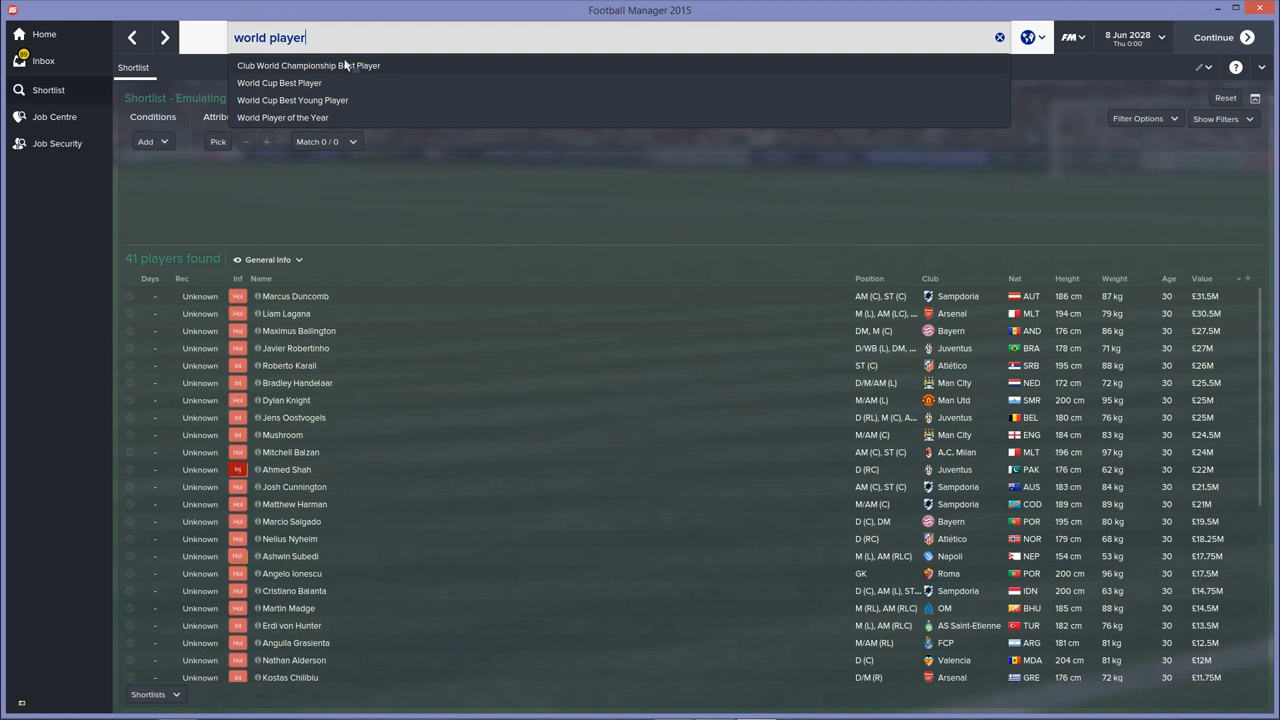 Football Manager 2015
Home
89
Inbox
Shortlist
Job Centre
Job Security
world player
FM
8 Jun 2028
Thu 0:00
Continue
Club World Championship Best Player
World Cup Best Player
World Cup Best Young Player
World Player of the Year
Shortlist
?
Shortlist - Emulating
Reset
Conditions
Filter Options
Show Filters
Add
Pick
Match 0 / 0
41 players found
General Info
Days Rec Inf Name Position Club Nat Height Weight Age Value
- Unknown Hol Marcus Duncomb AM (C), ST (C) Sampdoria AUT 186 cm 87 kg 30 £31.5M
- Unknown Hol Liam Lagana M (L), AM (LC), ... Arsenal MLT 194 cm 79 kg 30 £30.5M
- Unknown Hol Maximus Bailington DM, M (C) Bayern AND 176 cm 86 kg 30 £27.5M
- Unknown Hol Javier Robertinho D/WB (L), DM, ... Juventus BRA 178 cm 71 kg 30 £27M
- Unknown Int Roberto Karali ST (C) Atlético SRB 195 cm 88 kg 30 £26M
- Unknown Int Bradley Handelaar D/M/AM (L) Man City NED 172 cm 72 kg 30 £25.5M
- Unknown Hol Dylan Knight M/AM (L) Man Utd SMR 200 cm 95 kg 30 £25M
- Unknown Int Jens Oostvogels D (RL), M (C), A... Juventus BEL 180 cm 76 kg 30 £25M
- Unknown Int Mushroom M/AM (C) Man City ENG 184 cm 83 kg 30 £24.5M
- Unknown Hol Mitchell Balzan AM (C), ST (C) A.C. Milan MLT 196 cm 97 kg 30 £24M
- Unknown Inj Ahmed Shah D (RC) Juventus PAK 176 cm 62 kg 30 £22M
- Unknown Hol Josh Cunnington AM (C), ST (C) Sampdoria AUS 183 cm 84 kg 30 £21.5M
- Unknown Hol Matthew Harman M/AM (C) Sampdoria COD 189 cm 89 kg 30 £21M
- Unknown Hol Marcio Salgado D (C), DM Bayern POR 195 cm 80 kg 30 £19.5M
- Unknown Hol Nelius Nyheim D (RC) Atlético NOR 179 cm 68 kg 30 £18.25M
- Unknown Hol Ashwin Subedi M (L), AM (RLC) Napoli NEP 154 cm 53 kg 30 £17.75M
- Unknown Hol Angelo Ionescu GK Roma POR 200 cm 96 kg 30 £17.5M
- Unknown Hol Cristiano Balanta D (C), AM (L), ST... Sampdoria IDN 200 cm 63 kg 30 £14.75M
- Unknown Hol Martin Madge M (RL), AM (RLC) OM BHU 185 cm 88 kg 30 £14.5M
- Unknown Int Erdi von Hunter M (L), AM (RLC) AS Saint-Etienne TUR 182 cm 76 kg 30 £13.5M
- Unknown Hol Anguila Grasienta M/AM (RL) FCP ARG 181 cm 81 kg 30 £12.5M
- Unknown Hol Nathan Alderson D (C) Valencia MDA 204 cm 81 kg 30 £12M
- Unknown Int Kostas Chilibiu D/M (R) Arsenal GRE 176 cm 72 kg 30 £11.75M
Shortlists